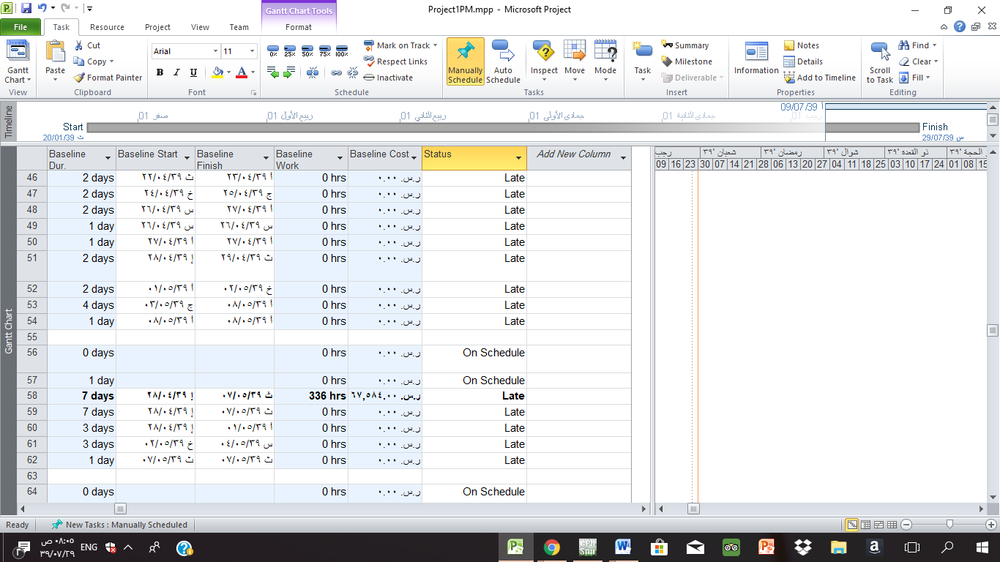 Project1PM.mpp - Microsoft Project
Gantt Chart Tools
File Task Resource Project View Team Format
Gantt Chart
View
Paste
Cut
Copy
Format Painter
Clipboard
Arial 11
B I U A
Font
0% 25% 50% 75% 100%
Mark on Track
Respect Links
Inactivate
Schedule
Manually Schedule
Auto Schedule
Inspect Move Mode
Tasks
Task
Summary
Milestone
Deliverable
Insert
Information
Notes
Details
Add to Timeline
Properties
Scroll to Task
Find
Clear
Fill
Editing
Timeline
أ 09/07/39
01 صفر 01 ربيع الأول 01 ربيع الثاني 01 جمادى الأولى 01 جمادى الثانية 01 رجب
Start
ث 20/01/39
Finish
س 29/07/39
Gantt Chart
Baseline Dur. Baseline Start Baseline Finish Baseline Work Baseline Cost Status Add New Column
رجب شعبان '٣٩ رمضان '٣٩ شوال '٣٩ ذو القعدة '٣٩ الحجة '٣٩
09 16 23 30 07 14 21 28 06 13 20 27 04 11 18 25 03 10 17 24 01 08 15
46 2 days ث ٢٢/٠٤/٣٩ أ ٢٣/٠٤/٣٩ 0 hrs ر.س. ٠.٠٠ Late
47 2 days خ ٢٤/٠٤/٣٩ ج ٢٥/٠٤/٣٩ 0 hrs ر.س. ٠.٠٠ Late
48 2 days س ٢٦/٠٤/٣٩ أ ٢٧/٠٤/٣٩ 0 hrs ر.س. ٠.٠٠ Late
49 1 day س ٢٦/٠٤/٣٩ س ٢٦/٠٤/٣٩ 0 hrs ر.س. ٠.٠٠ Late
50 1 day أ ٢٧/٠٤/٣٩ أ ٢٧/٠٤/٣٩ 0 hrs ر.س. ٠.٠٠ Late
51 2 days إ ٢٨/٠٤/٣٩ ث ٢٩/٠٤/٣٩ 0 hrs ر.س. ٠.٠٠ Late
52 2 days أ ٠١/٠٥/٣٩ خ ٠٢/٠٥/٣٩ 0 hrs ر.س. ٠.٠٠ Late
53 4 days ج ٠٣/٠٥/٣٩ أ ٠٨/٠٥/٣٩ 0 hrs ر.س. ٠.٠٠ Late
54 1 day أ ٠٨/٠٥/٣٩ أ ٠٨/٠٥/٣٩ 0 hrs ر.س. ٠.٠٠ Late
55
56 0 days 0 hrs ر.س. ٠.٠٠ On Schedule
57 1 day 0 hrs ر.س. ٠.٠٠ On Schedule
58 7 days إ ٢٨/٠٤/٣٩ ث ٠٧/٠٥/٣٩ 336 hrs ر.س. ٦٧,٥٨٤.٠٠ Late
59 7 days إ ٢٨/٠٤/٣٩ ث ٠٧/٠٥/٣٩ 0 hrs ر.س. ٠.٠٠ Late
60 3 days إ ٢٨/٠٤/٣٩ أ ٠١/٠٥/٣٩ 0 hrs ر.س. ٠.٠٠ Late
61 3 days خ ٠٢/٠٥/٣٩ س ٠٤/٠٥/٣٩ 0 hrs ر.س. ٠.٠٠ Late
62 1 day ث ٠٧/٠٥/٣٩ ث ٠٧/٠٥/٣٩ 0 hrs ر.س. ٠.٠٠ Late
63
64 0 days 0 hrs ر.س. ٠.٠٠ On Schedule
Ready New Tasks : Manually Scheduled
٠٨:٠٥ ص
٣٩/٠٧/٢٩
ENG